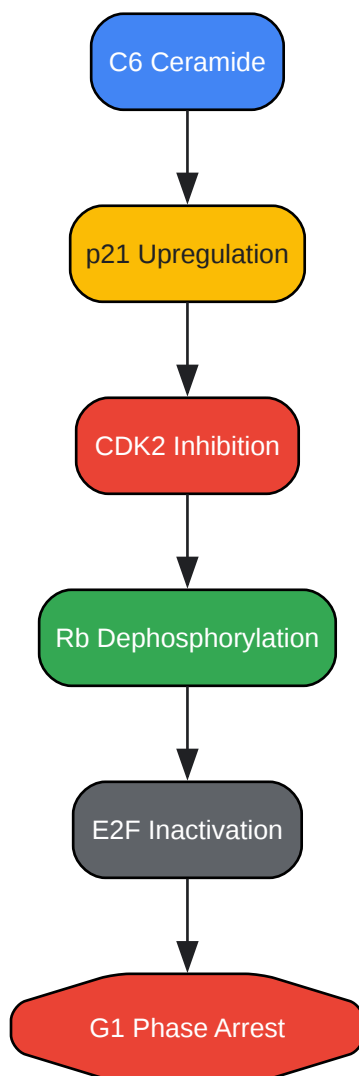 C6 Ceramide
p21 Upregulation
CDK2 Inhibition
Rb Dephosphorylation
E2F Inactivation
G1 Phase Arrest